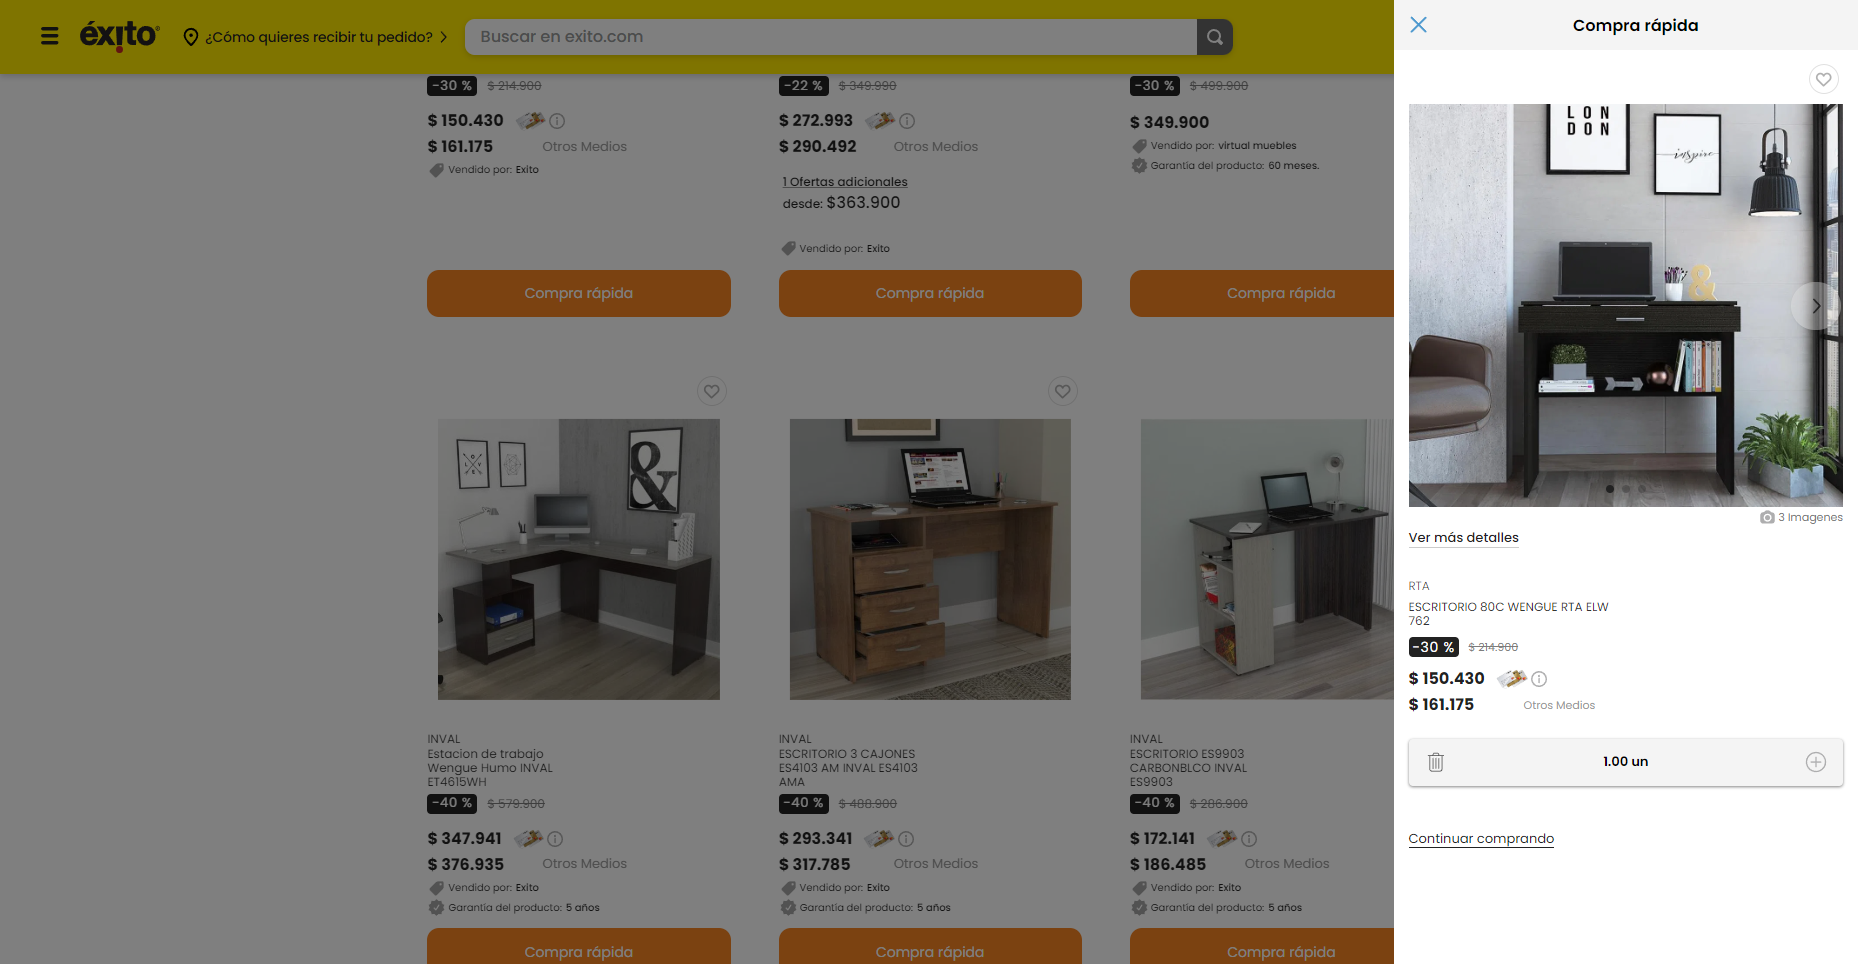 éxito
¿Cómo quieres recibir tu pedido?
Buscar en exito.com
-30 % $ 214.900
$ 150.430
$ 161.175 Otros Medios
Vendido por: Exito
Compra rápida
-22 % $ 349.990
$ 272.993
$ 290.492 Otros Medios
1 Ofertas adicionales
desde: $363.900
Vendido por: Exito
Compra rápida
-30 % $ 499.900
$ 349.900
Vendido por: virtual muebles
Garantía del producto: 60 meses.
Compra rápida
INVAL
Estacion de trabajo
Wengue Humo INVAL
ET4615WH
-40 % $ 579.900
$ 347.941
$ 376.935 Otros Medios
Vendido por: Exito
Garantía del producto: 5 años
Compra rápida
INVAL
ESCRITORIO 3 CAJONES
ES4103 AM INVAL ES4103
AMA
-40 % $ 488.900
$ 293.341
$ 317.785 Otros Medios
Vendido por: Exito
Garantía del producto: 5 años
Compra rápida
INVAL
ESCRITORIO ES9903
CARBONBLCO INVAL
ES9903
-40 % $ 286.900
$ 172.141
$ 186.485 Otros Medios
Vendido por: Exito
Garantía del producto: 5 años
Compra rápida
Compra rápida
LON
DON
inspire
3 Imagenes
Ver más detalles
RTA
ESCRITORIO 80C WENGUE RTA ELW
762
-30 % $ 214.900
$ 150.430
$ 161.175 Otros Medios
1.00 un
Continuar comprando